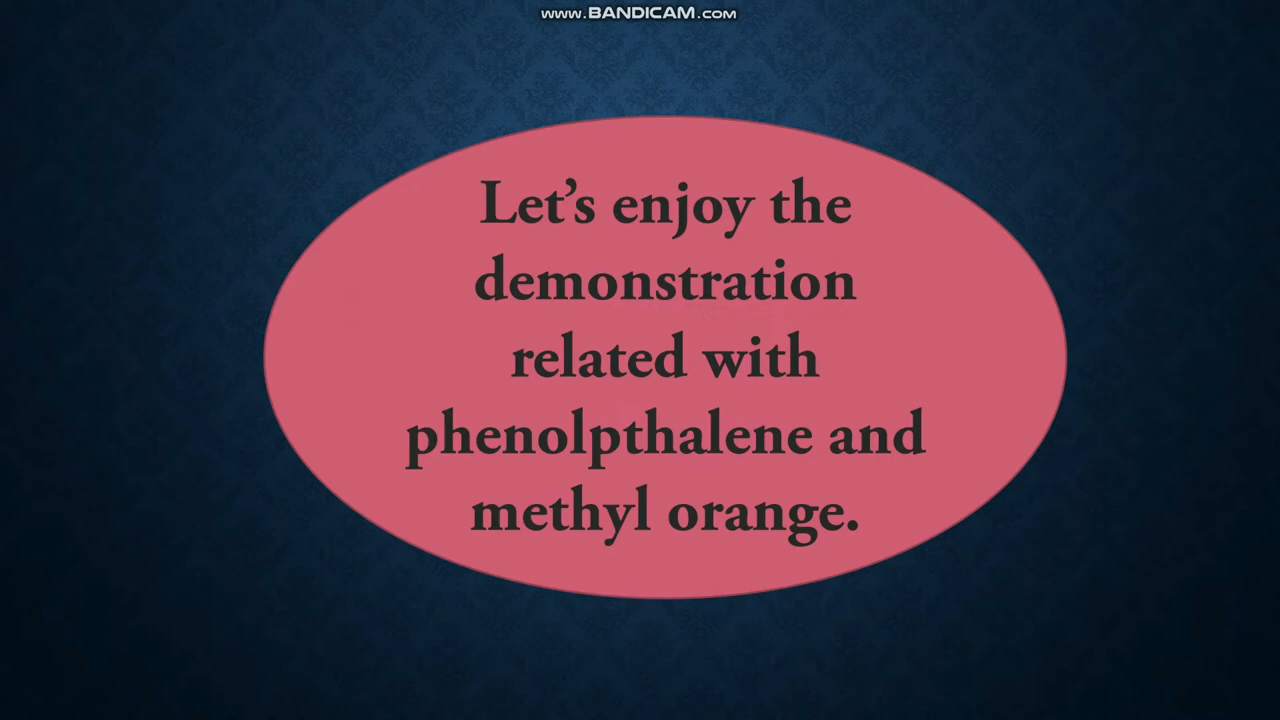 www.BANDICAM.com
Let’s enjoy the
demonstration
related with
phenolpthalene and
methyl orange.